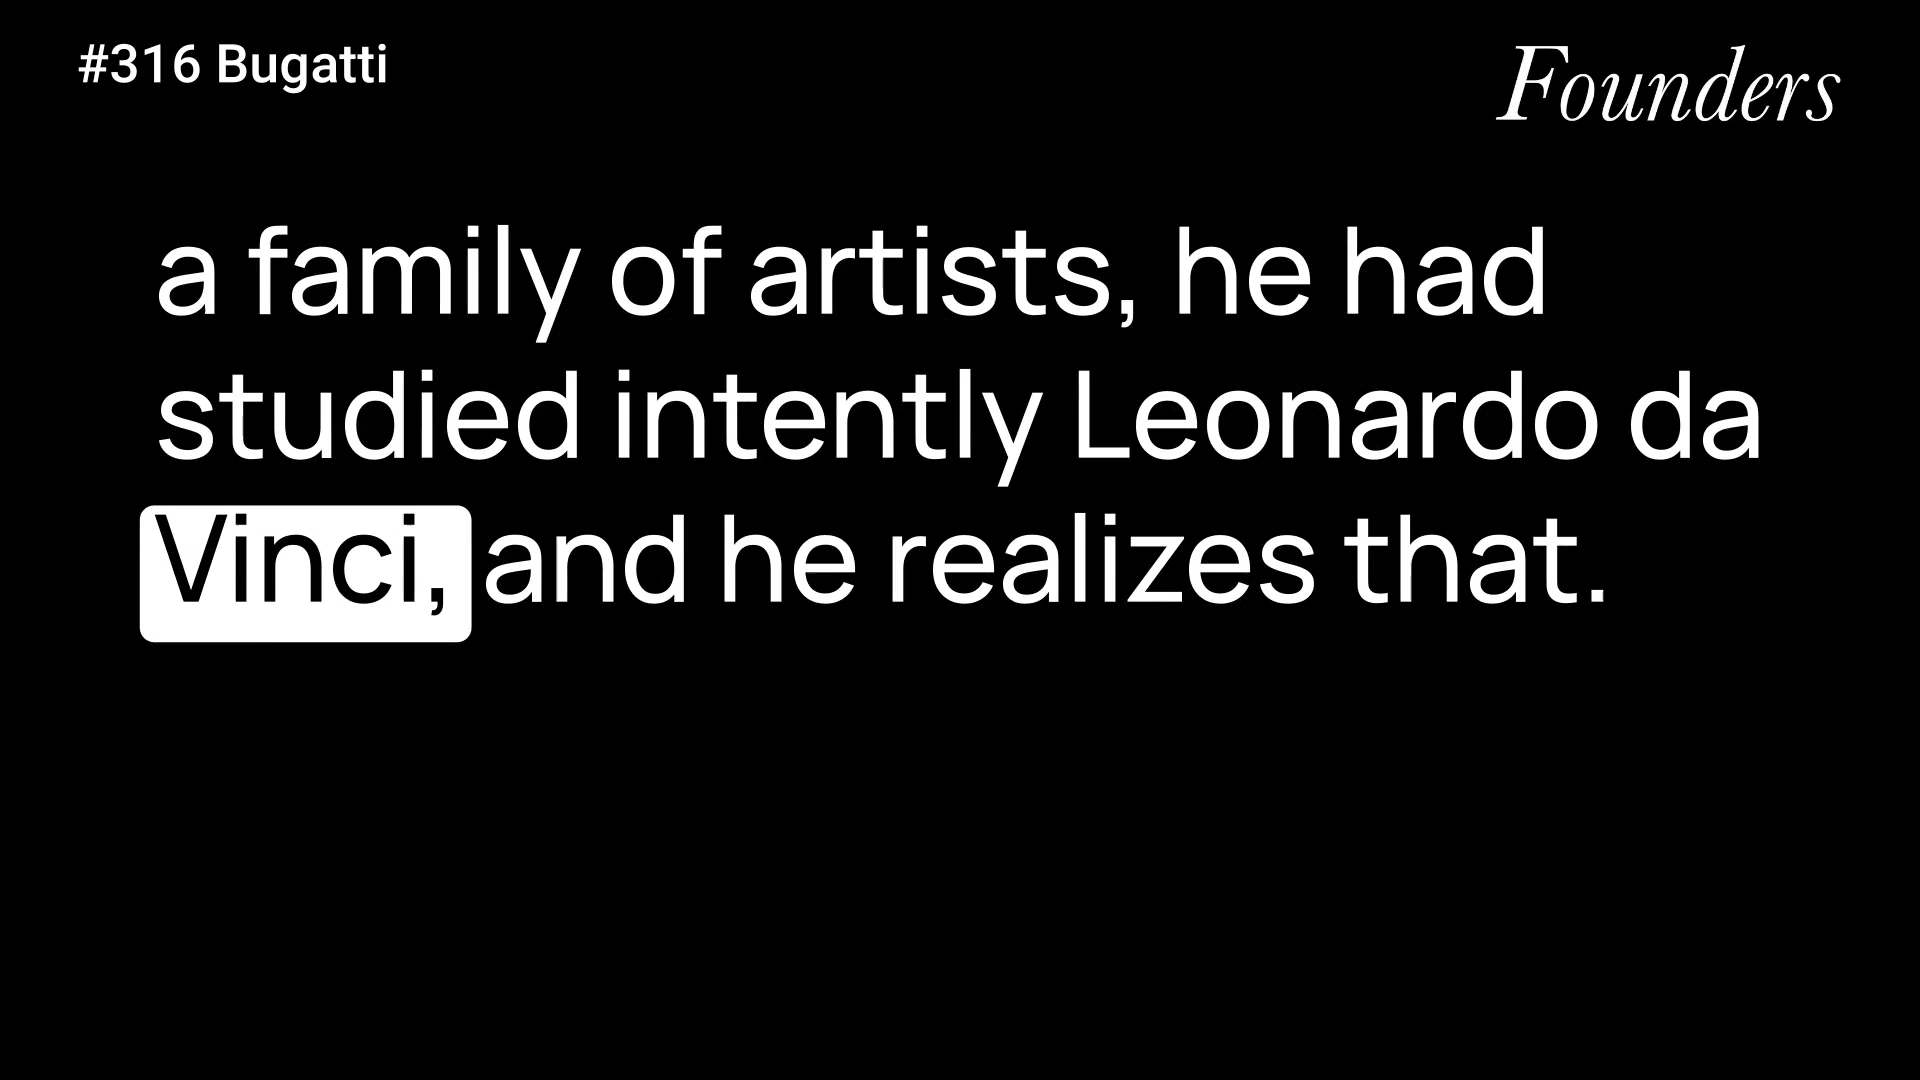 #316 Bugatti
Founders
a family of artists, he had
studied intently Leonardo da
Vinci, and he realizes that.